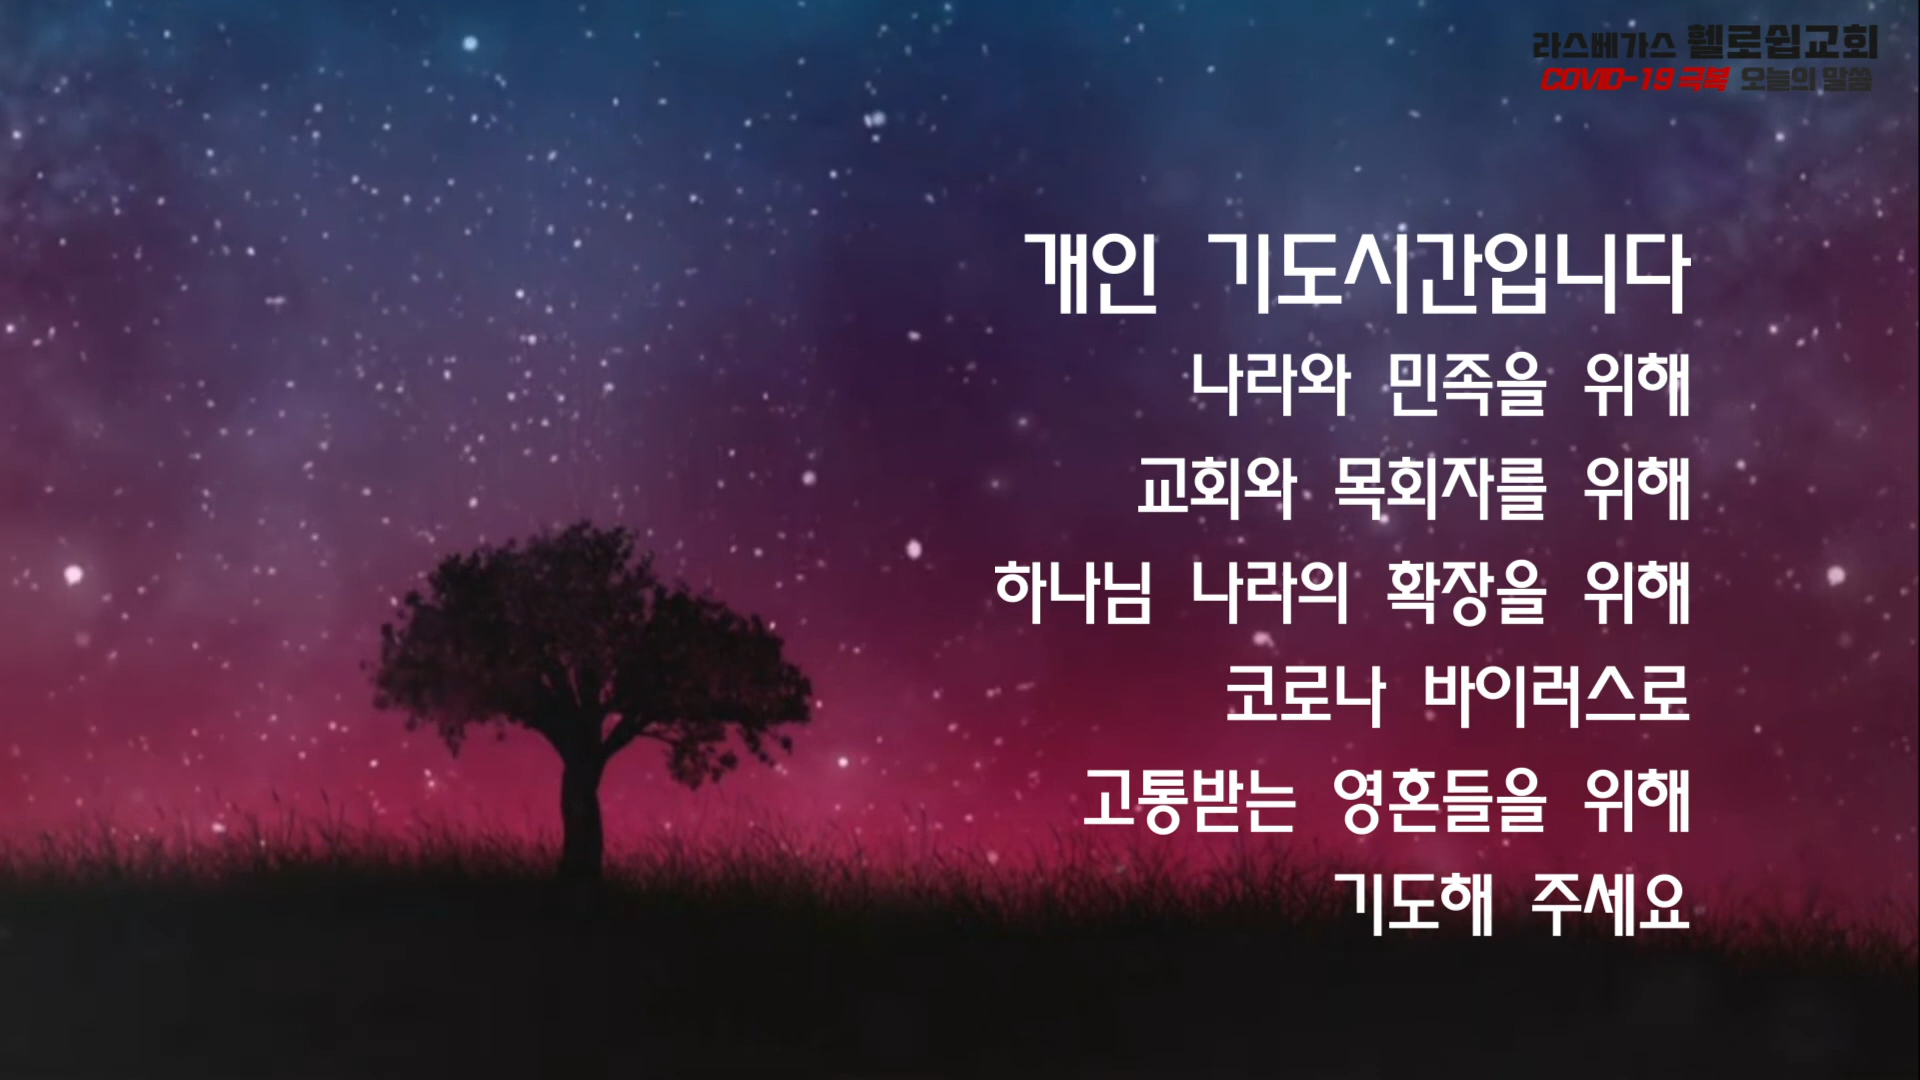 라스베가스 휄로쉽교회
COVID-19 극복 오늘의 말씀
개인 기도시간입니다
나라와 민족을 위해
교회와 목회자를 위해
하나님 나라의 확장을 위해
코로나 바이러스로
고통받는 영혼들을 위해
기도해 주세요